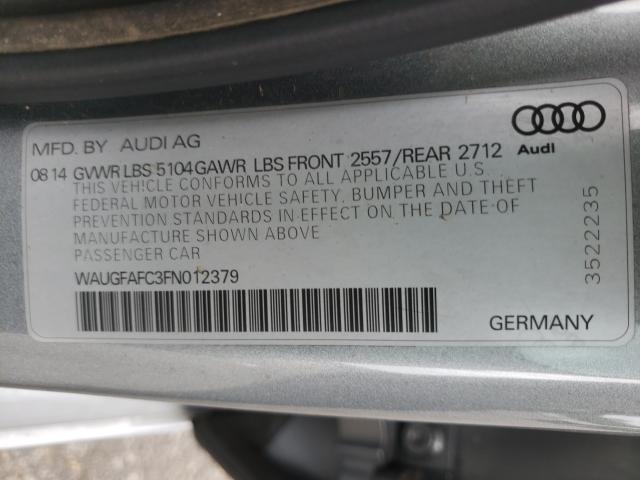 MFD. BY AUDI AG
Audi
08 14 GVWR LBS 5104 GAWR LBS FRONT 2557/REAR 2712
THIS VEHICLE CONFORMS TO ALL APPLICABLE U.S.
FEDERAL MOTOR VEHICLE SAFETY, BUMPER AND THEFT
PREVENTION STANDARDS IN EFFECT ON THE DATE OF
MANUFACTURE SHOWN ABOVE
PASSENGER CAR
WAUGFAFC3FN012379
GERMANY
35222235